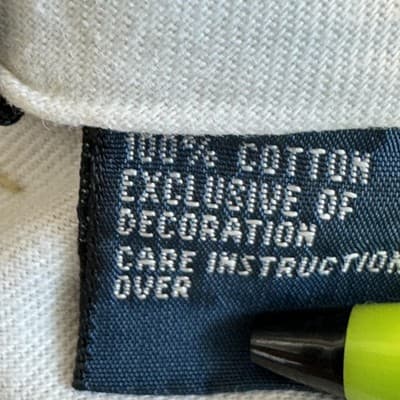 100% COTTON
EXCLUSIVE OF
DECORATION
CARE INSTRUCTION
OVER